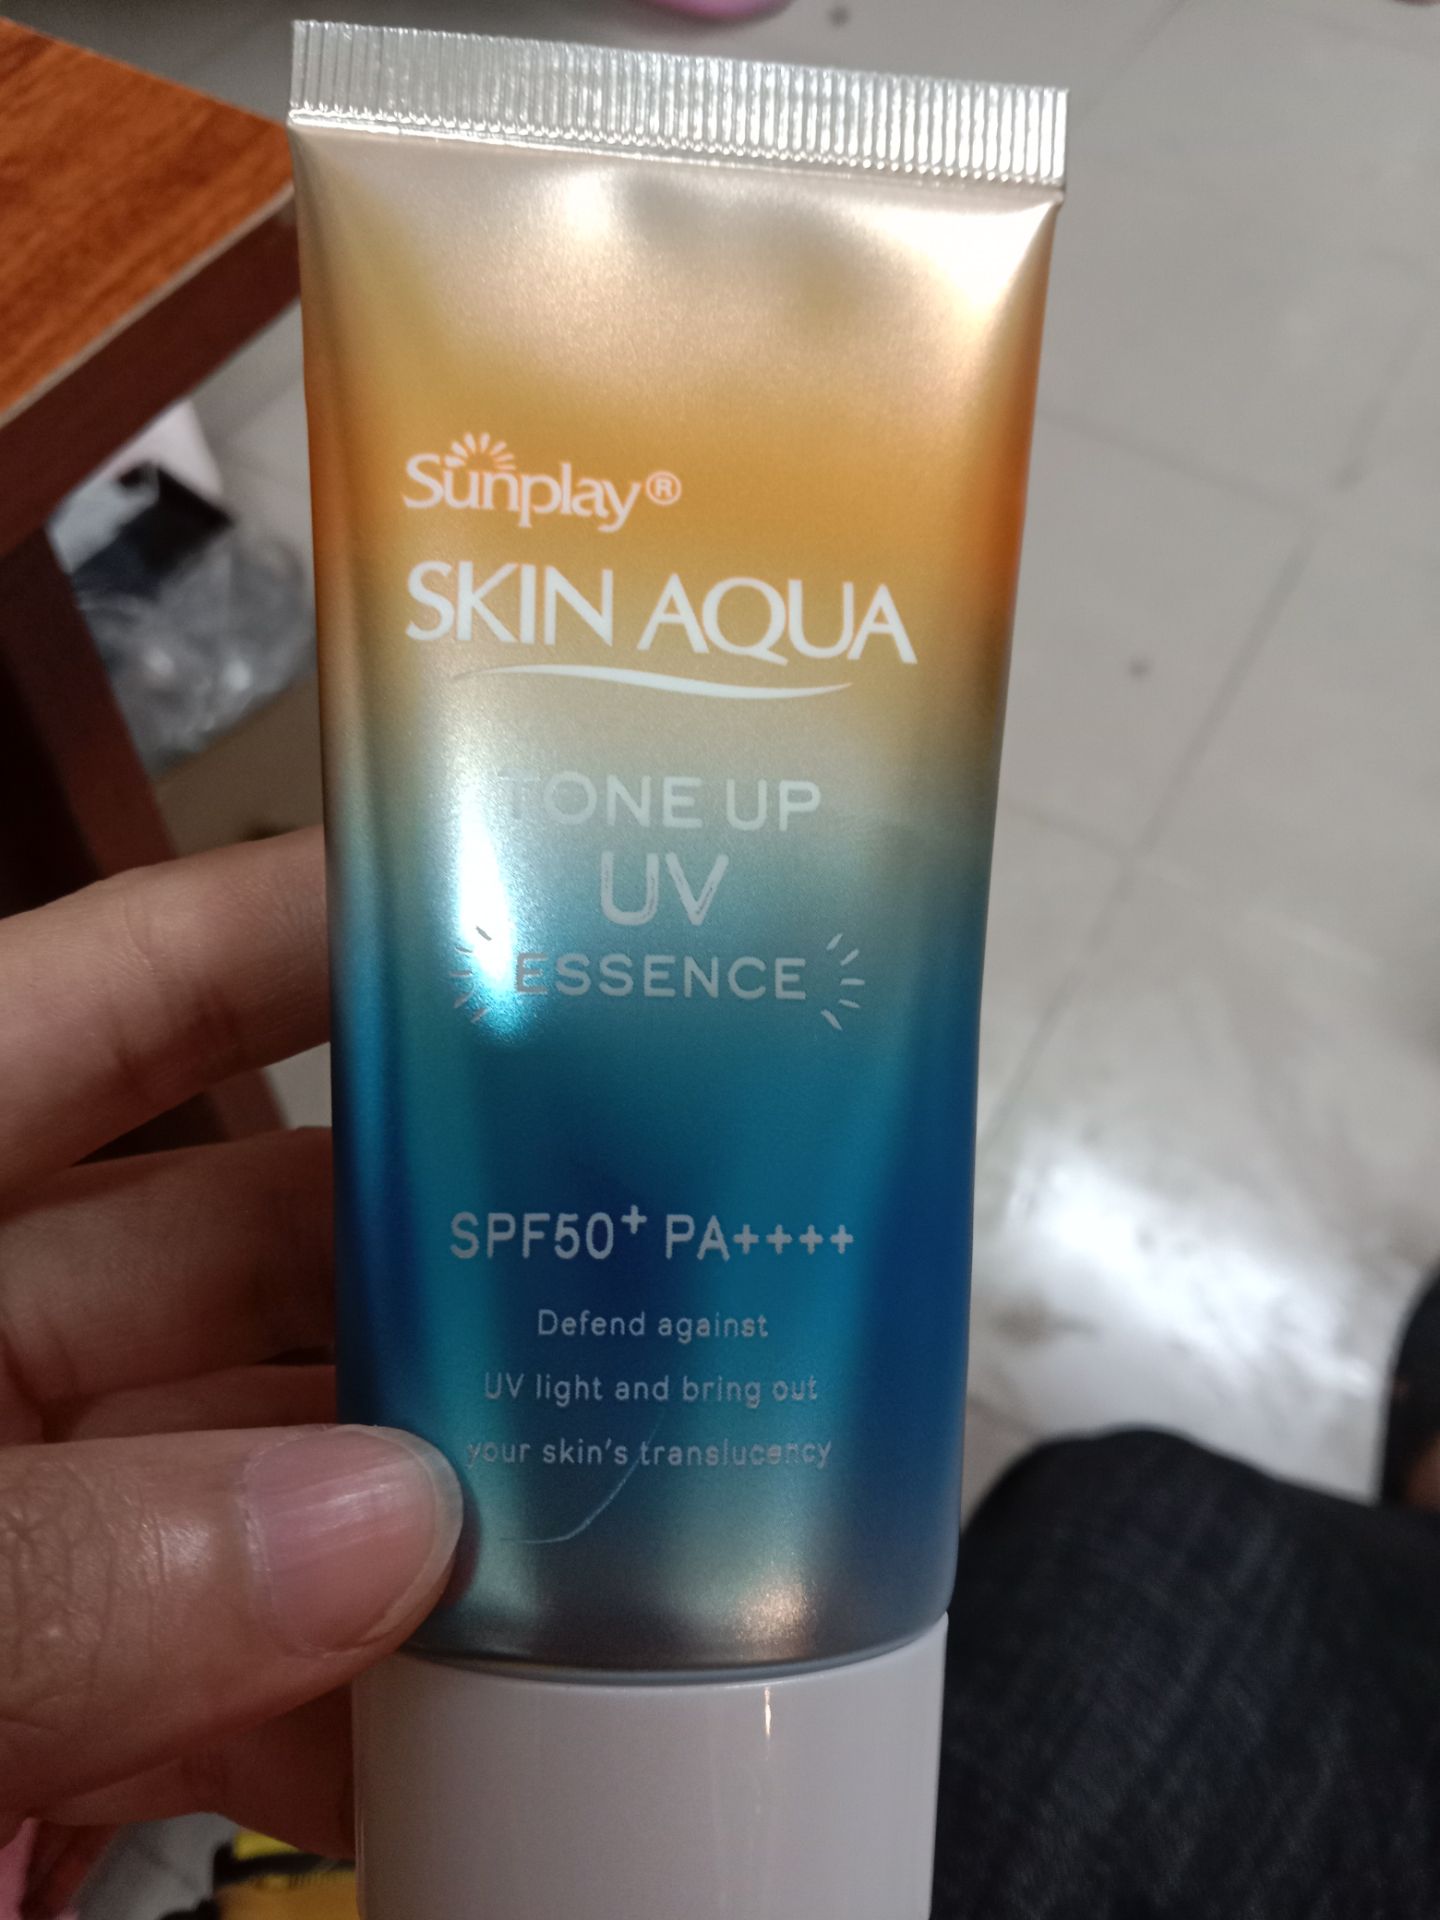 Sunplay®
SKIN AQUA
TONE UP
UV
ESSENCE
SPF50+ PA++++
Defend against
UV light and bring out
your skin's translucency